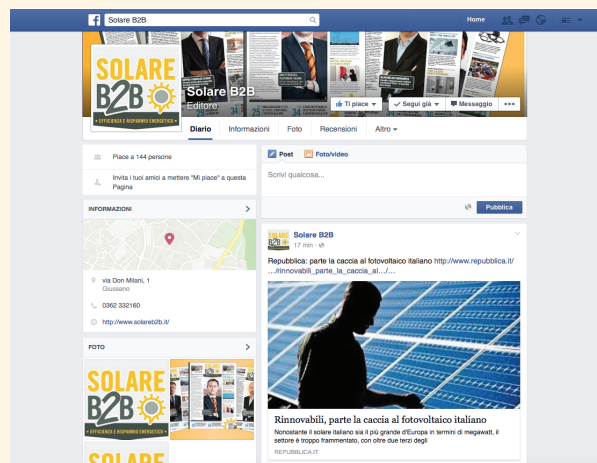 Solare B2B
Home
SOLARE
B2B
• EFFICIENZA E RISPARMIO ENERGETICO •
Solare B2B
Editore
Ti piace
Segui già
Messaggio
Diario
Informazioni
Foto
Recensioni
Altro
Piace a 144 persone
Invita i tuoi amici a mettere "Mi piace" a questa
Pagina
INFORMAZIONI
via Don Milani, 1
Giussano
0362 332160
http://www.solareb2b.it/
FOTO
SOLARE
B2B
• EFFICIENZA E RISPARMIO ENERGETICO •
SOLARE
Post
Foto/video
Scrivi qualcosa...
Pubblica
SOLARE
B2B
Solare B2B
17 min
Repubblica: parte la caccia al fotovoltaico italiano http://www.repubblica.it/
.../rinnovabili_parte_la_caccia_al.../...
Rinnovabili, parte la caccia al fotovoltaico italiano
Nonostante il solare italiano sia il più grande d'Europa in termini di megawatt, il
settore è troppo frammentato, con oltre due terzi degli
REPUBBLICA.IT